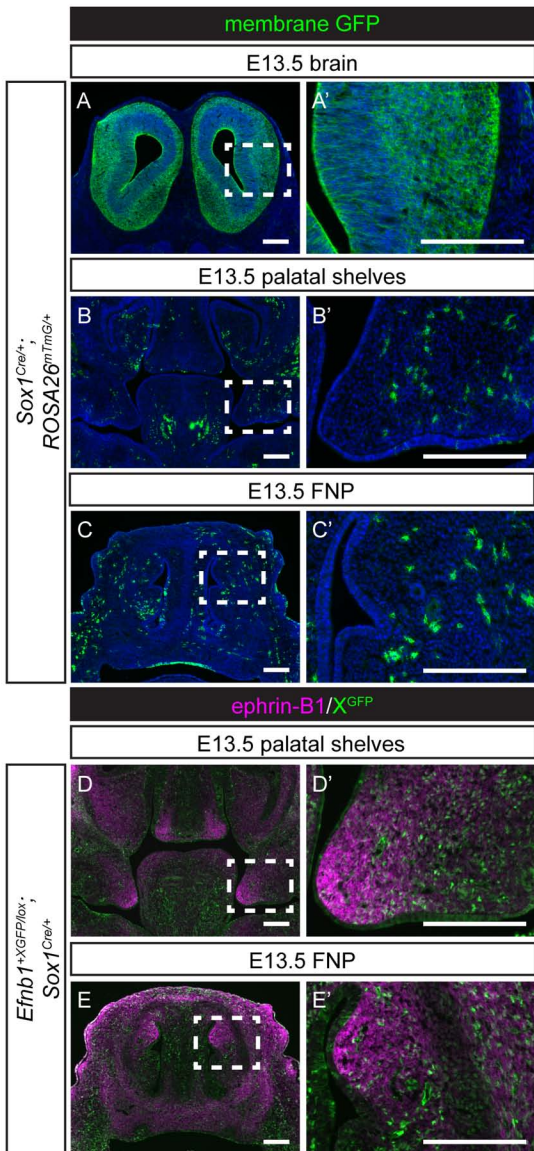 membrane GFP
E13.5 brain
A
A'
E13.5 palatal shelves
B
B'
E13.5 FNP
C
C'
Sox1Cre/+;
ROSA26mTmG/+
ephrin-B1/XGFP
E13.5 palatal shelves
D
D'
E13.5 FNP
E
E'
Efnb1+XGFP/lox;
Sox1Cre/+